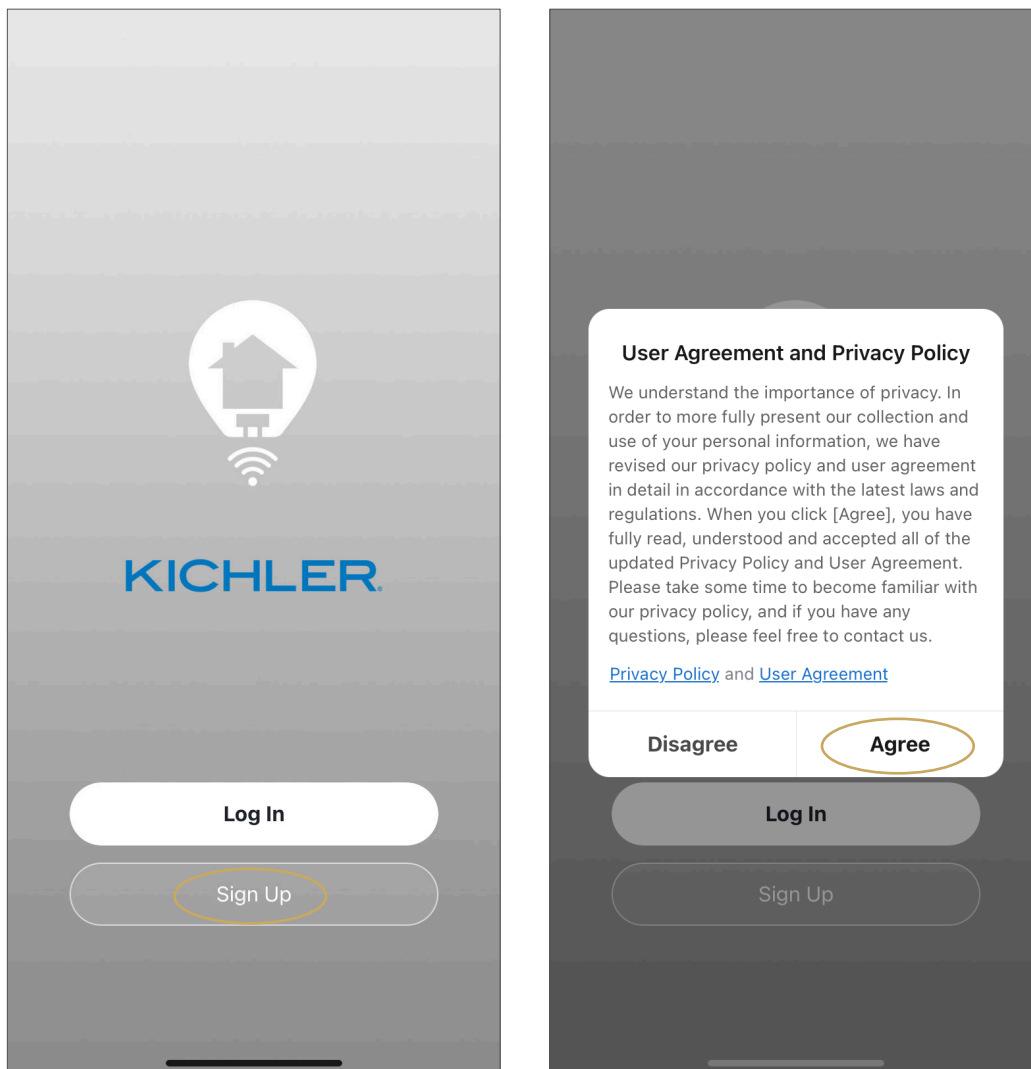 KICHLER.
Log In
Sign Up
User Agreement and Privacy Policy
We understand the importance of privacy. In
order to more fully present our collection and
use of your personal information, we have
revised our privacy policy and user agreement
in detail in accordance with the latest laws and
regulations. When you click [Agree], you have
fully read, understood and accepted all of the
updated Privacy Policy and User Agreement.
Please take some time to become familiar with
our privacy policy, and if you have any
questions, please feel free to contact us.
Privacy Policy and User Agreement
Disagree
Agree
Log In
Sign Up